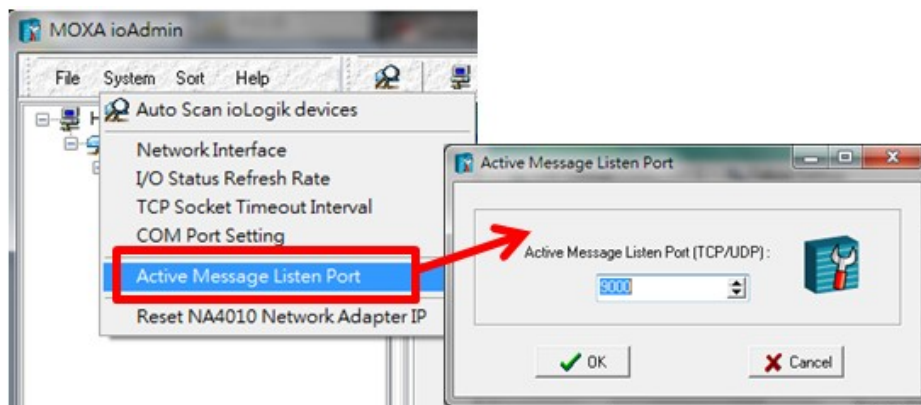 MOXA ioAdmin
File System Sort Help
Auto Scan ioLogik devices
Network Interface
I/O Status Refresh Rate
TCP Socket Timeout Interval
COM Port Setting
Active Message Listen Port
Reset NA4010 Network Adapter IP
Active Message Listen Port
Active Message Listen Port (TCP/UDP) :
9000
OK Cancel